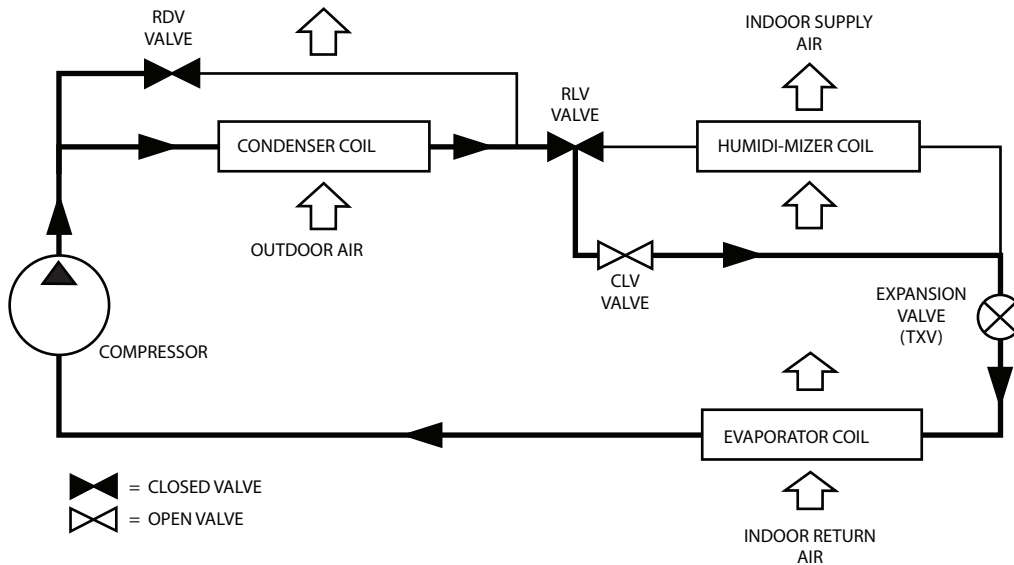 RDV
VALVE
INDOOR SUPPLY
AIR
RLV
VALVE
CONDENSER COIL
HUMIDI-MIZER COIL
OUTDOOR AIR
CLV
VALVE
EXPANSION
VALVE
(TXV)
COMPRESSOR
EVAPORATOR COIL
= CLOSED VALVE
= OPEN VALVE
INDOOR RETURN
AIR